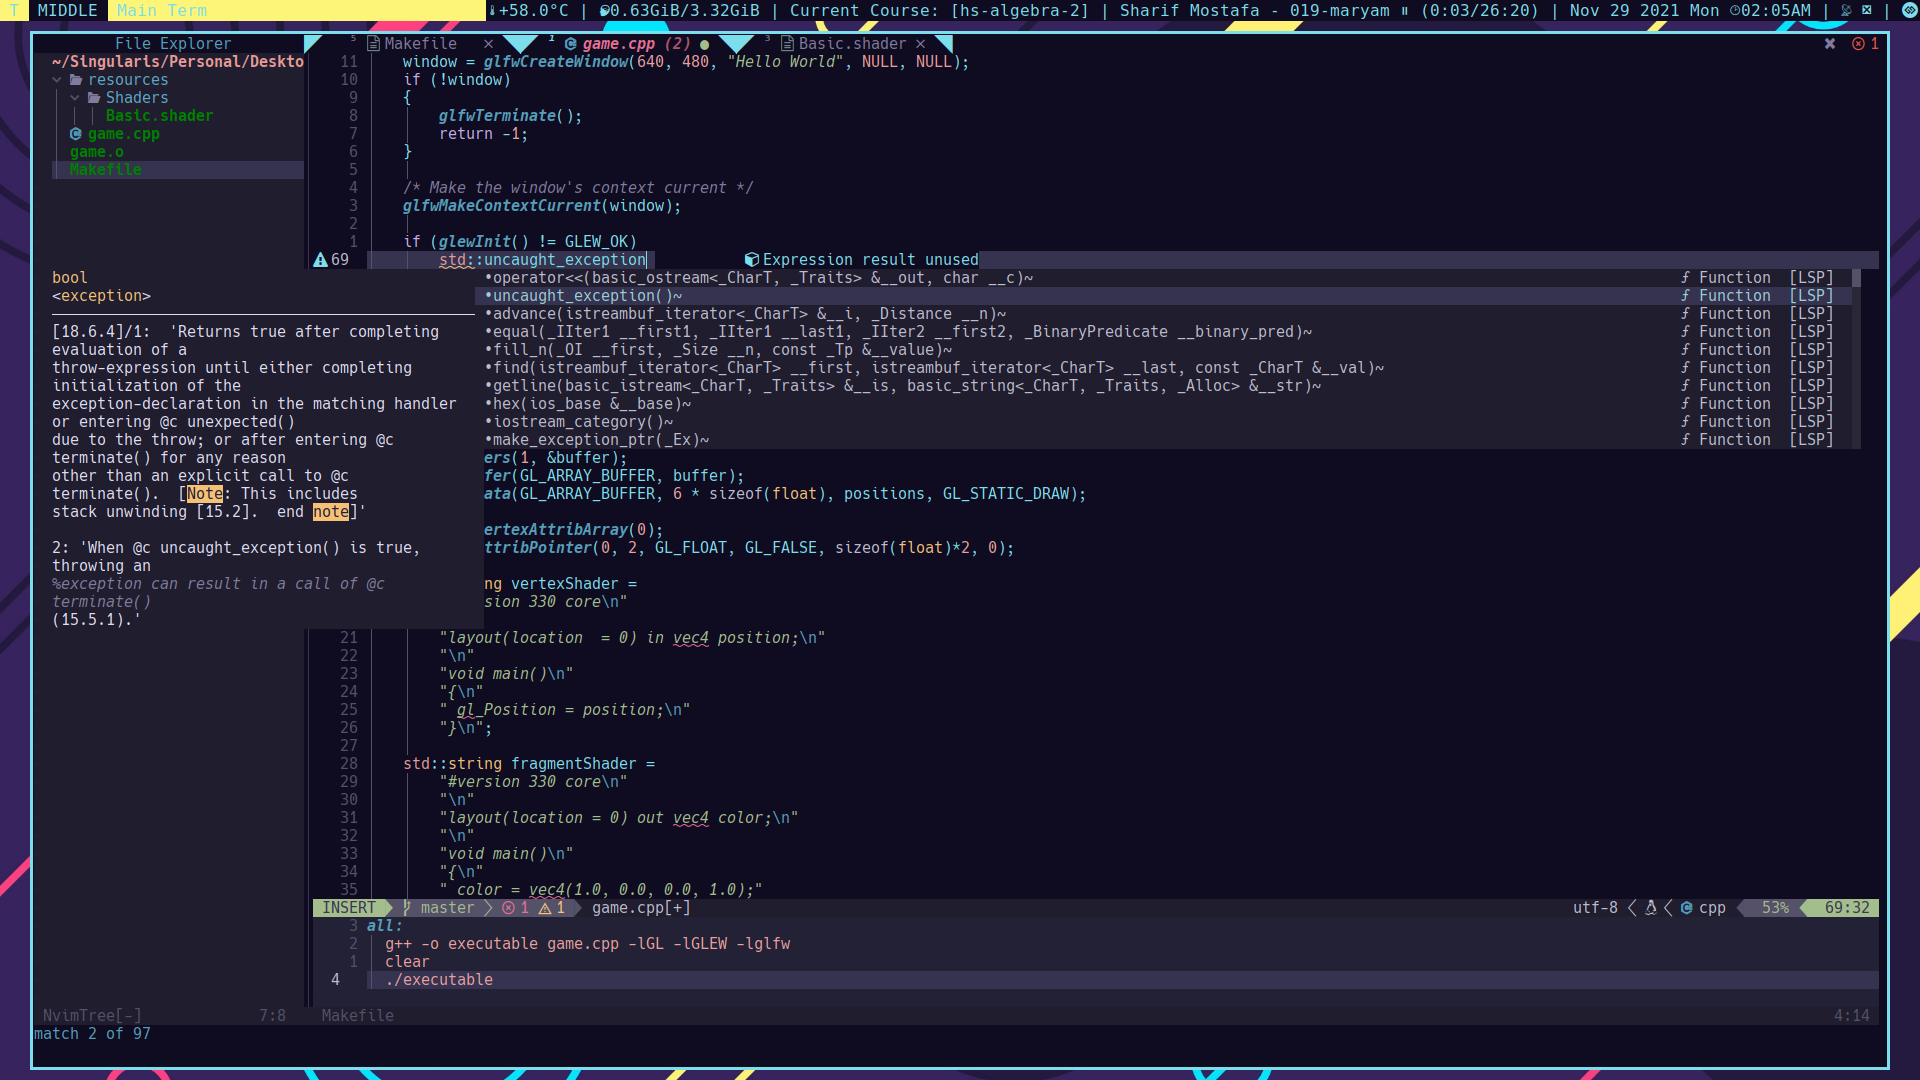 T MIDDLE Main Term +58.0°C | 0.63GiB/3.32GiB | Current Course: [hs-algebra-2] | Sharif Mostafa - 019-maryam ⏸ (0:03/26:20) | Nov 29 2021 Mon 02:05AM | |
File Explorer
5 Makefile × 1 game.cpp (2) ● 3 Basic.shader × 1
~/Singularis/Personal/Deskto
resources
Shaders
Basic.shader
game.cpp
game.o
Makefile
11 window = glfwCreateWindow(640, 480, "Hello World", NULL, NULL);
10 if (!window)
9 {
8 glfwTerminate();
7 return -1;
6 }
5
4 /* Make the window's context current */
3 glfwMakeContextCurrent(window);
2
1 if (glewInit() != GLEW_OK)
69 std::uncaught_exception Expression result unused
•operator<<(basic_ostream<_CharT, _Traits> &__out, char __c)~ ƒ Function [LSP]
•uncaught_exception()~ ƒ Function [LSP]
•advance(istreambuf_iterator<_CharT> &__i, _Distance __n)~ ƒ Function [LSP]
•equal(_IIter1 __first1, _IIter1 __last1, _IIter2 __first2, _BinaryPredicate __binary_pred)~ ƒ Function [LSP]
•fill_n(_OI __first, _Size __n, const _Tp &__value)~ ƒ Function [LSP]
•find(istreambuf_iterator<_CharT> __first, istreambuf_iterator<_CharT> __last, const _CharT &__val)~ ƒ Function [LSP]
•getline(basic_istream<_CharT, _Traits> &__is, basic_string<_CharT, _Traits, _Alloc> &__str)~ ƒ Function [LSP]
•hex(ios_base &__base)~ ƒ Function [LSP]
•iostream_category()~ ƒ Function [LSP]
•make_exception_ptr(_Ex)~ ƒ Function [LSP]
bool
<exception>
[18.6.4]/1: 'Returns true after completing
evaluation of a
throw-expression until either completing
initialization of the
exception-declaration in the matching handler
or entering @c unexpected()
due to the throw; or after entering @c
terminate() for any reason
other than an explicit call to @c
terminate(). [Note: This includes
stack unwinding [15.2]. end note]'
2: 'When @c uncaught_exception() is true,
throwing an
%exception can result in a call of @c
terminate()
(15.5.1).'
ers(1, &buffer);
fer(GL_ARRAY_BUFFER, buffer);
ata(GL_ARRAY_BUFFER, 6 * sizeof(float), positions, GL_STATIC_DRAW);
ertexAttribArray(0);
ttribPointer(0, 2, GL_FLOAT, GL_FALSE, sizeof(float)*2, 0);
ng vertexShader =
sion 330 core\n"
21 "layout(location  = 0) in vec4 position;\n"
22 "\n"
23 "void main()\n"
24 "{\n"
25 " gl_Position = position;\n"
26 "}\n";
27
28 std::string fragmentShader =
29 "#version 330 core\n"
30 "\n"
31 "layout(location = 0) out vec4 color;\n"
32 "\n"
33 "void main()\n"
34 "{\n"
35 " color = vec4(1.0, 0.0, 0.0, 1.0);"
INSERT master 1 1 game.cpp[+] utf-8 cpp 53% 69:32
3 all:
2 g++ -o executable game.cpp -lGL -lGLEW -lglfw
1 clear
4 ./executable
NvimTree[-] 7:8 Makefile 4:14
match 2 of 97